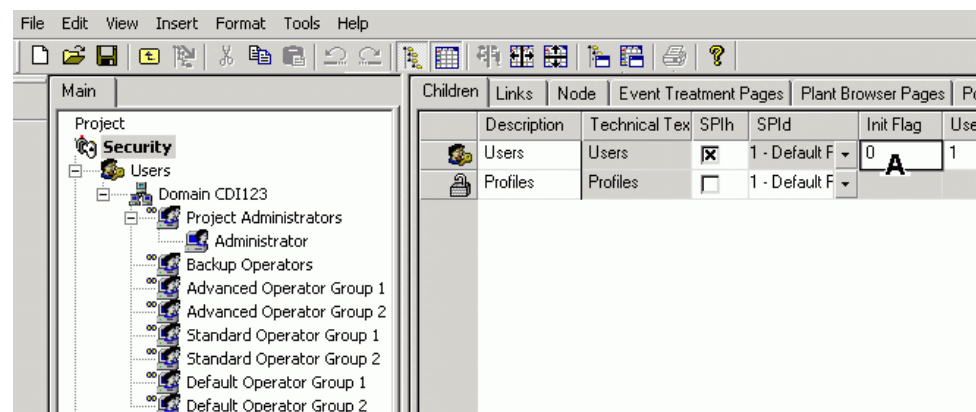 File Edit View Insert Format Tools Help
Main
Children Links Node Event Treatment Pages Plant Browser Pages
Project
Security
Users
Domain CDI123
Project Administrators
Administrator
Backup Operators
Advanced Operator Group 1
Advanced Operator Group 2
Standard Operator Group 1
Standard Operator Group 2
Default Operator Group 1
Default Operator Group 2
Description Technical Tex SPIh SPId Init Flag Use
Users Users 1 - Default F 0 A 1
Profiles Profiles 1 - Default F